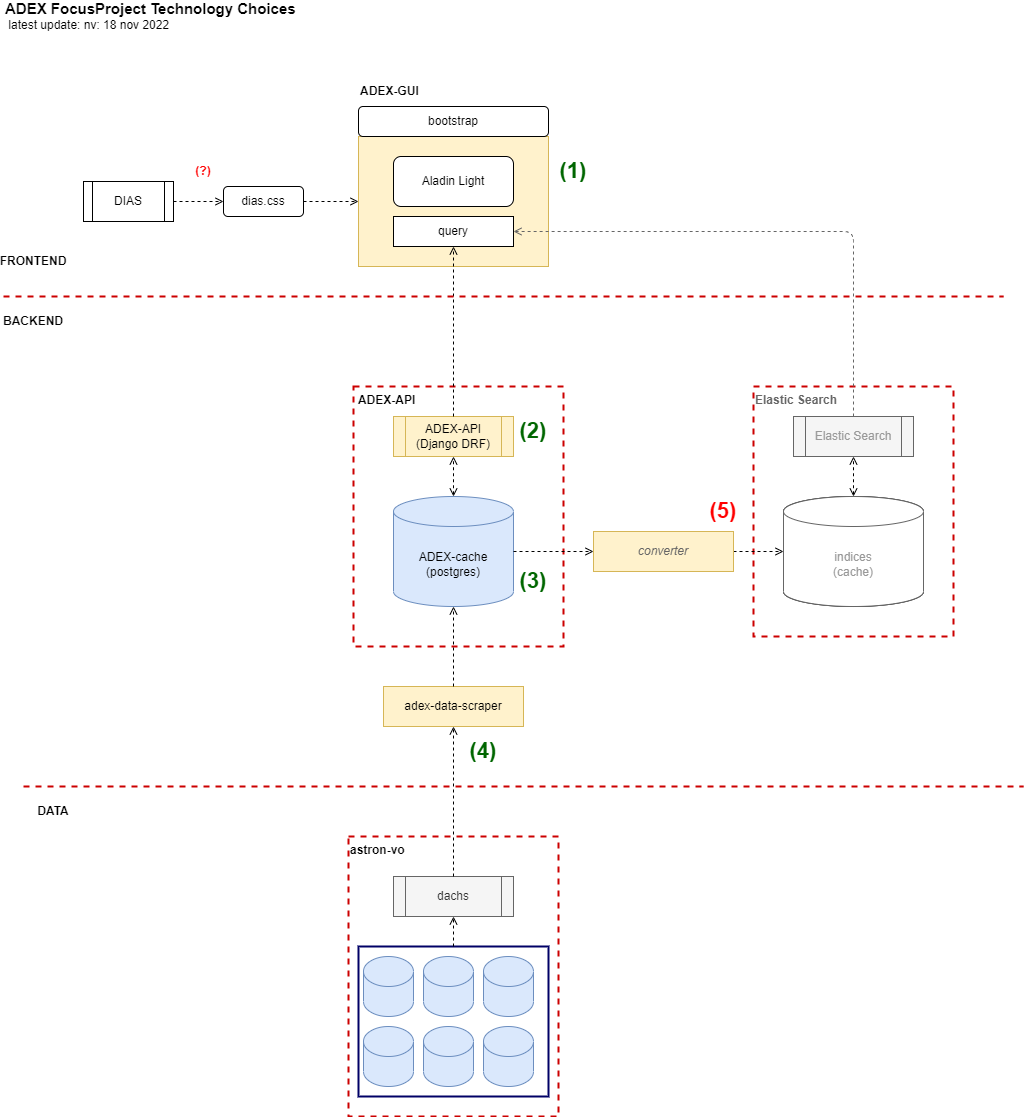 ADEX FocusProject Technology Choices
latest update: nv: 18 nov 2022
ADEX-GUI
bootstrap
Aladin Light
(1)
(?)
DIAS
dias.css
query
FRONTEND
BACKEND
ADEX-API
Elastic Search
ADEX-API
(Django DRF)
(2)
Elastic Search
(5)
converter
ADEX-cache
(postgres)
indices
(cache)
(3)
adex-data-scraper
(4)
DATA
astron-vo
dachs